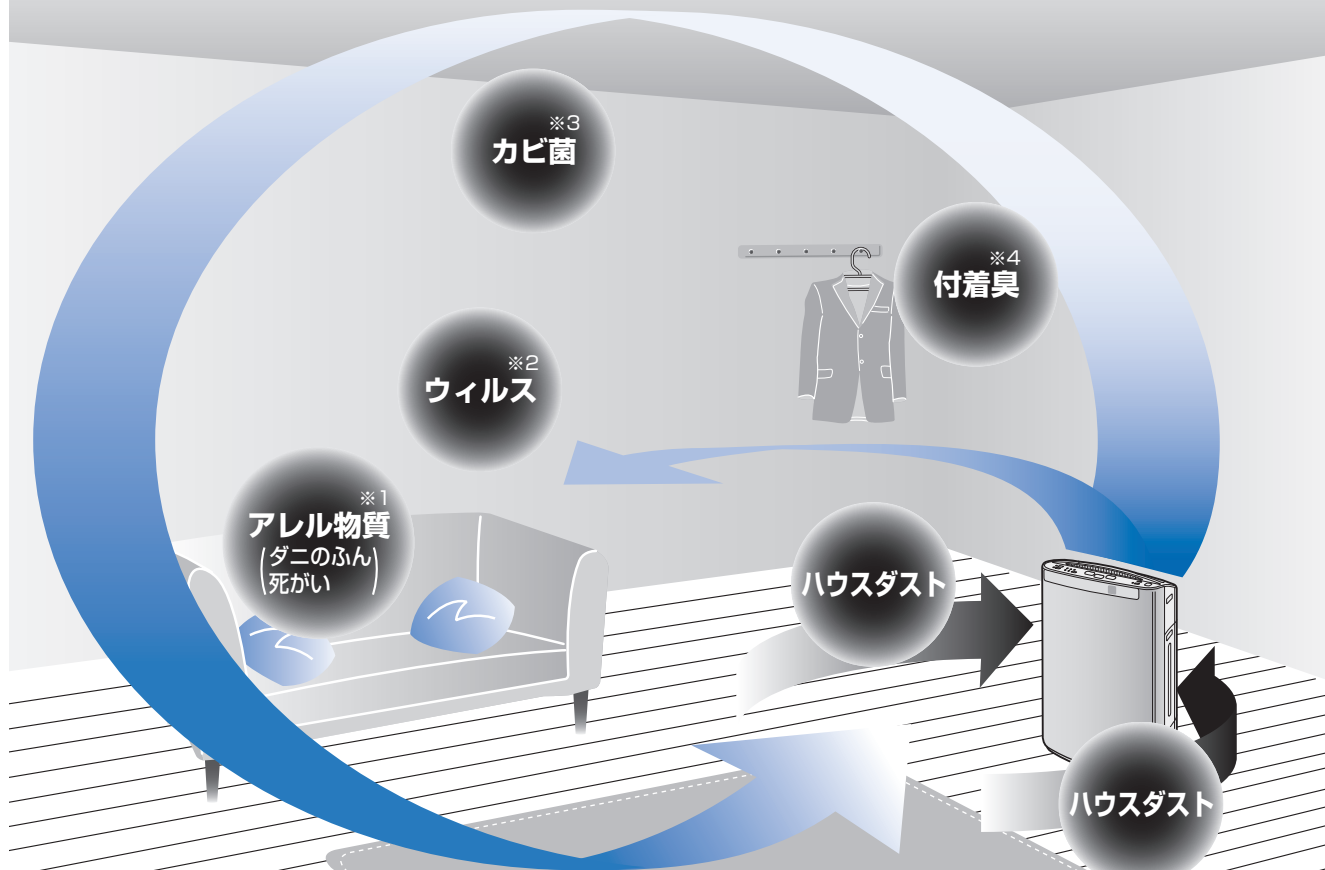 ※3
カビ菌
※4
付着臭
※2
ウィルス
※1
アレル物質
(ダニのふん
死がい)
ハウスダスト
ハウスダスト